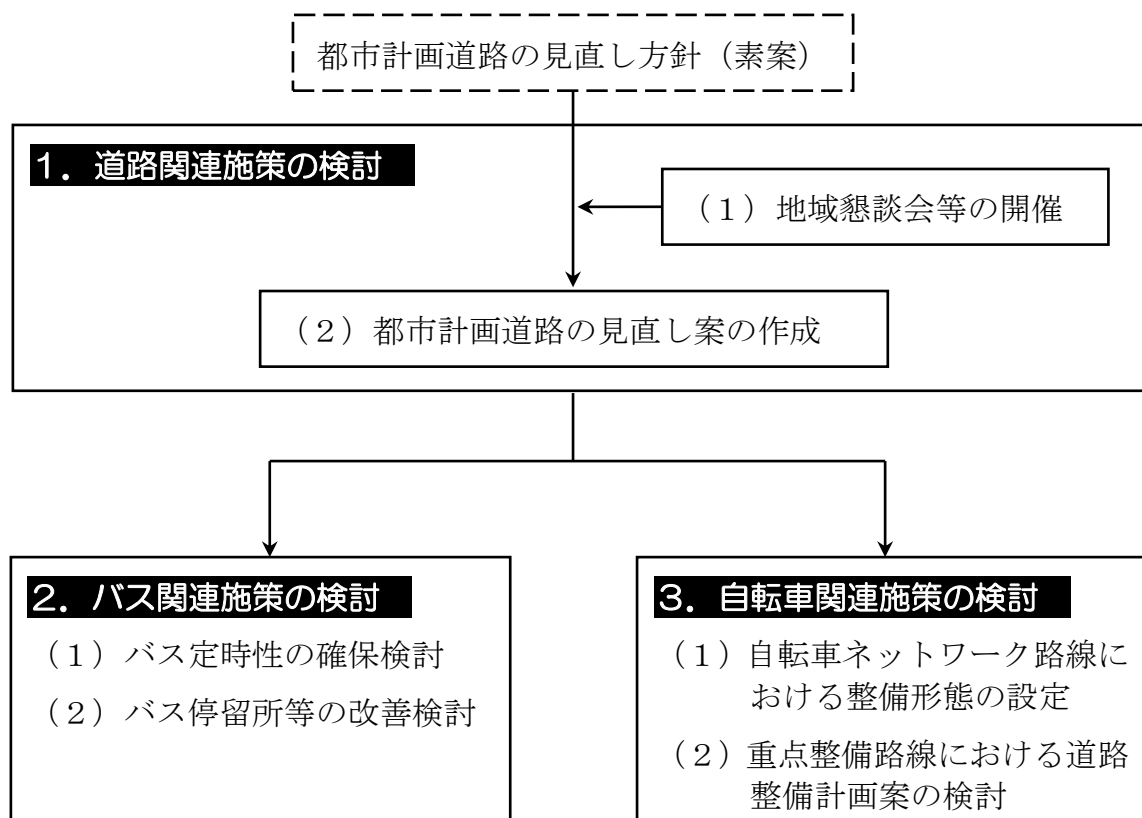 都市計画道路の見直し方針（素案）
１．道路関連施策の検討
（１）地域懇談会等の開催
（２）都市計画道路の見直し案の作成
２．バス関連施策の検討
（１）バス定時性の確保検討
（２）バス停留所等の改善検討
３．自転車関連施策の検討
（１）自転車ネットワーク路線に
おける整備形態の設定
（２）重点整備路線における道路
整備計画案の検討